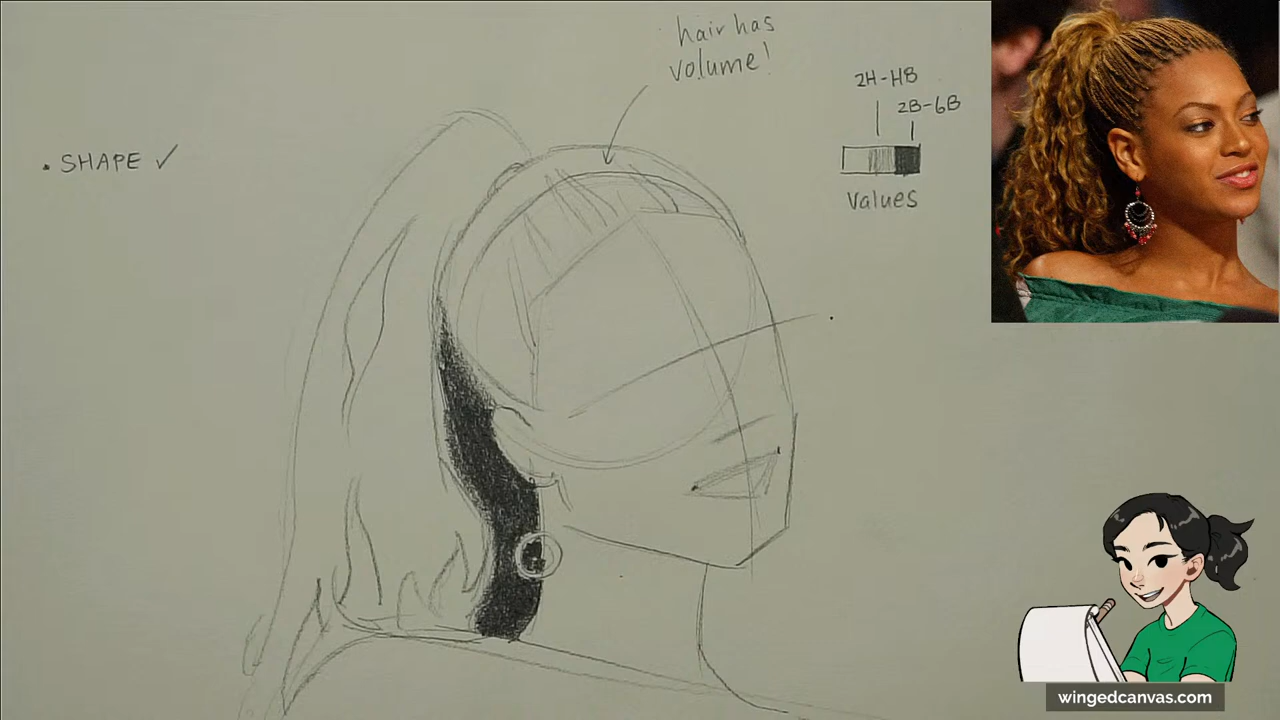 hair has
volume!
2H-HB
2B-6B
• SHAPE ✓
values
wingedcanvas.com